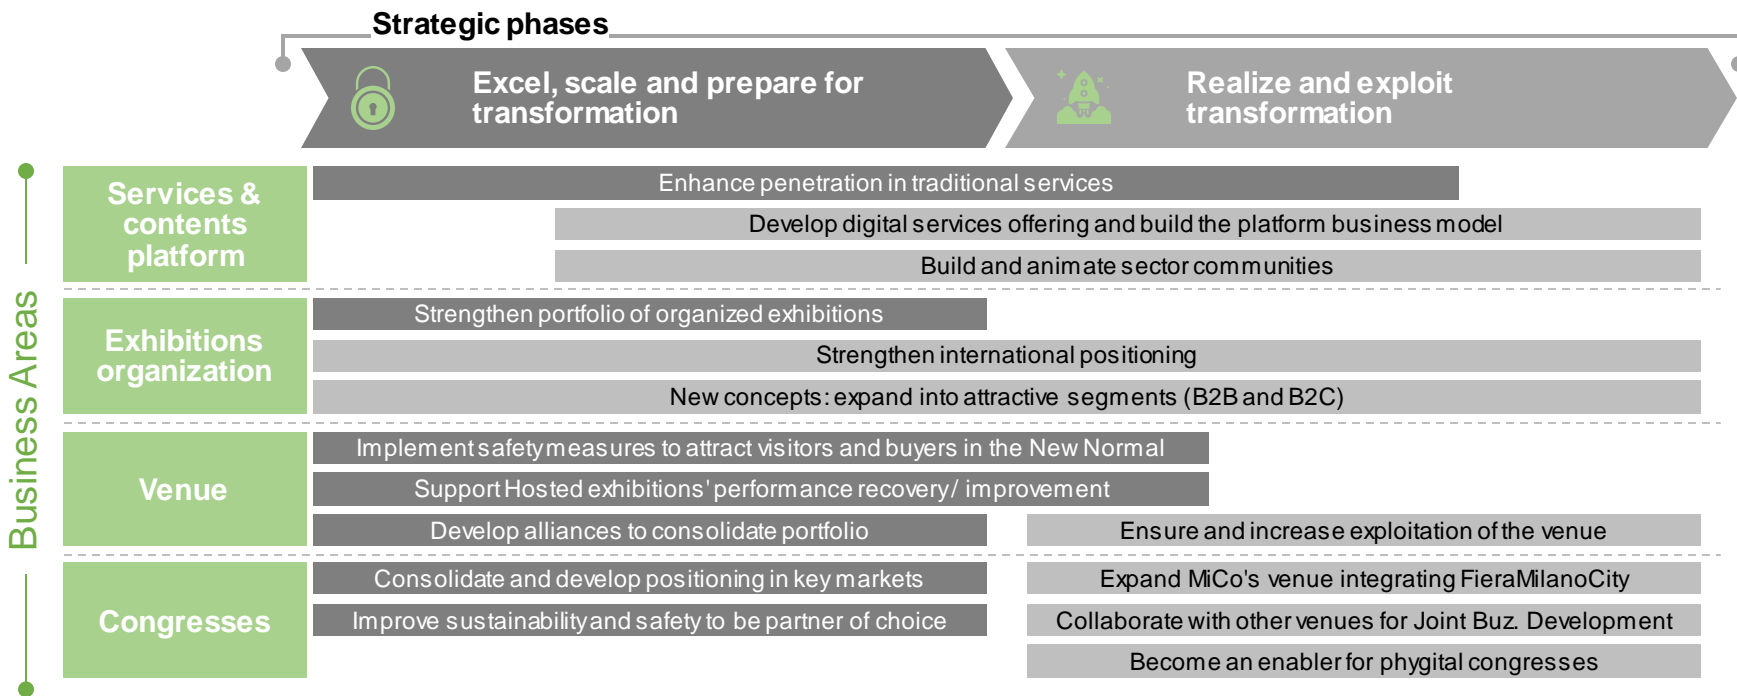 Strategic phases
Excel, scale and prepare for
transformation
Realize and exploit
transformation
Business Areas
Services &
contents
platform
Enhance penetration in traditional services
Develop digital services offering and build the platform business model
Build and animate sector communities
Exhibitions
organization
Strengthen portfolio of organized exhibitions
Strengthen international positioning
New concepts: expand into attractive segments (B2B and B2C)
Venue
Implement safety measures to attract visitors and buyers in the New Normal
Support Hosted exhibitions' performance recovery/ improvement
Develop alliances to consolidate portfolio
Ensure and increase exploitation of the venue
Congresses
Consolidate and develop positioning in key markets
Expand MiCo's venue integrating FieraMilanoCity
Improve sustainability and safety to be partner of choice
Collaborate with other venues for Joint Buz. Development
Become an enabler for phygital congresses